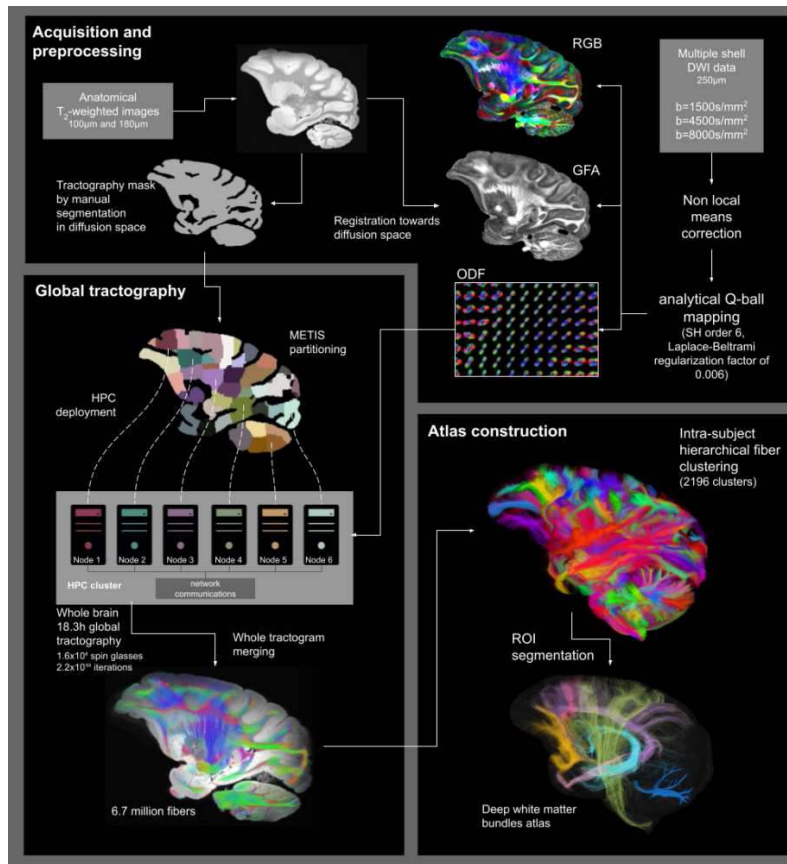 Acquisition and
preprocessing
Anatomical
T₂-weighted images
100µm and 180µm
RGB
Multiple shell
DWI data
250µm
b=1500s/mm²
b=4500s/mm²
b=8000s/mm²
Tractography mask
by manual
segmentation
in diffusion space
Registration towards
diffusion space
GFA
Non local
means
correction
ODF
analytical Q-ball
mapping
(SH order 6,
Laplace-Beltrami
regularization factor of
0.006)
Global tractography
METIS
partitioning
HPC
deployment
Node 1
Node 2
Node 3
Node 4
Node 5
Node 6
HPC cluster
network
communications
Whole brain
18.3h global
tractography
spin glasses
iterations
Whole tractogram
merging
6.7 million fibers
Atlas construction
Intra-subject
hierarchical fiber
clustering
(2196 clusters)
ROI
segmentation
Deep white matter
bundles atlas